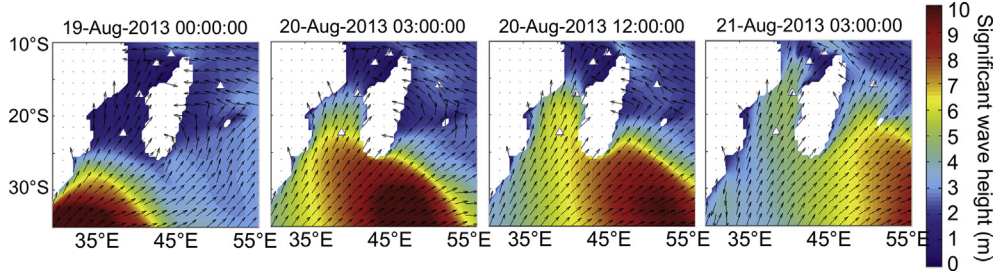 19-Aug-2013 00:00:00 20-Aug-2013 03:00:00 20-Aug-2013 12:00:00 21-Aug-2013 03:00:00
10°S
20°S
30°S
35°E 45°E 55°E 35°E 45°E 55°E 35°E 45°E 55°E 35°E 45°E 55°E
10
9
8
7
6
5
4
3
2
1
0
Significant wave height (m)